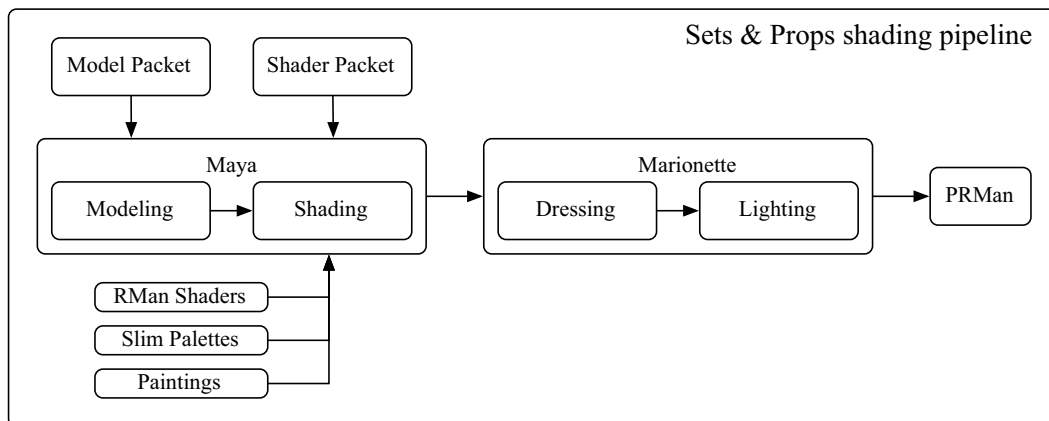 Sets & Props shading pipeline
Model Packet
Shader Packet
Maya
Modeling
Shading
Marionette
Dressing
Lighting
PRMan
RMan Shaders
Slim Palettes
Paintings